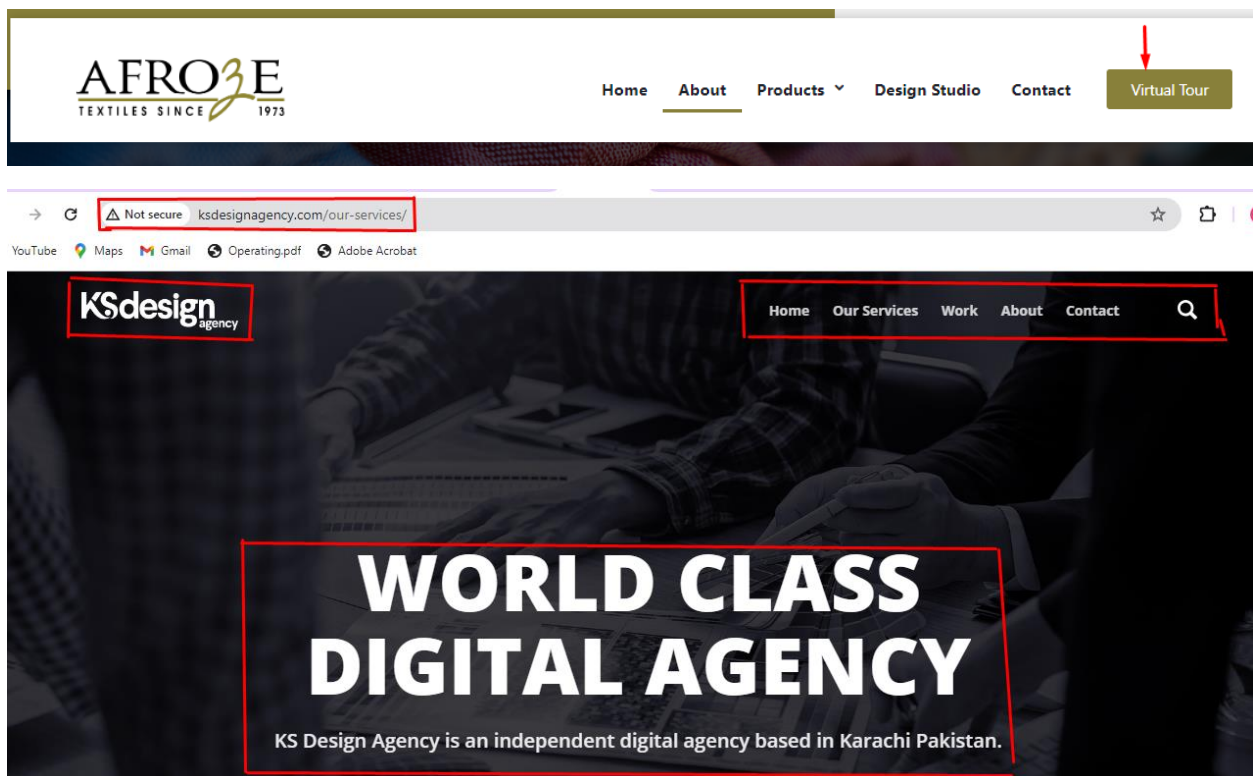 AFROZE
TEXTILES SINCE 1973
Home About Products Design Studio Contact Virtual Tour
Not secure ksdesignagency.com/our-services/
YouTube Maps Gmail Operating.pdf Adobe Acrobat
KSdesign
agency
Home Our Services Work About Contact
WORLD CLASS
DIGITAL AGENCY
KS Design Agency is an independent digital agency based in Karachi Pakistan.